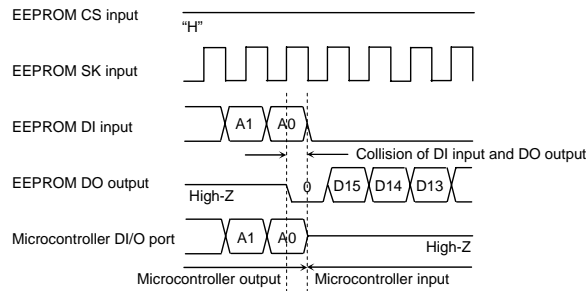 EEPROM CS input
“H”
EEPROM SK input
EEPROM DI input
A1 A0
Collision of DI input and DO output
EEPROM DO output
High-Z
0 D15 D14 D13
Microcontroller DI/O port
A1 A0
High-Z
Microcontroller output Microcontroller input